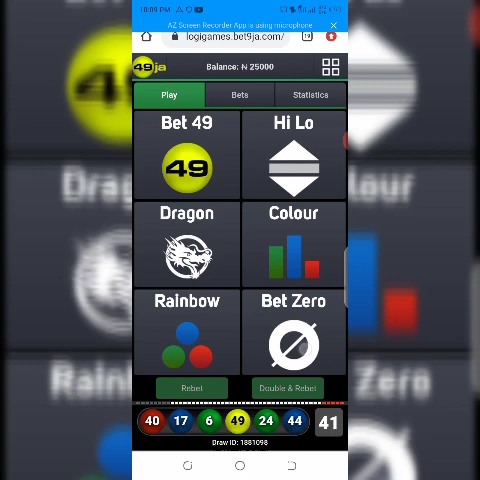 10:09 PM
AZ Screen Recorder App is using microphone
logigames.bet9ja.com/
49ja
Balance: ₦ 25000
Play Bets Statistics
Bet 49 Hi Lo
49
Dragon Colour
Rainbow Bet Zero
Rebet Double & Rebet
40 17 6 49 24 44 41
Draw ID: 1881098